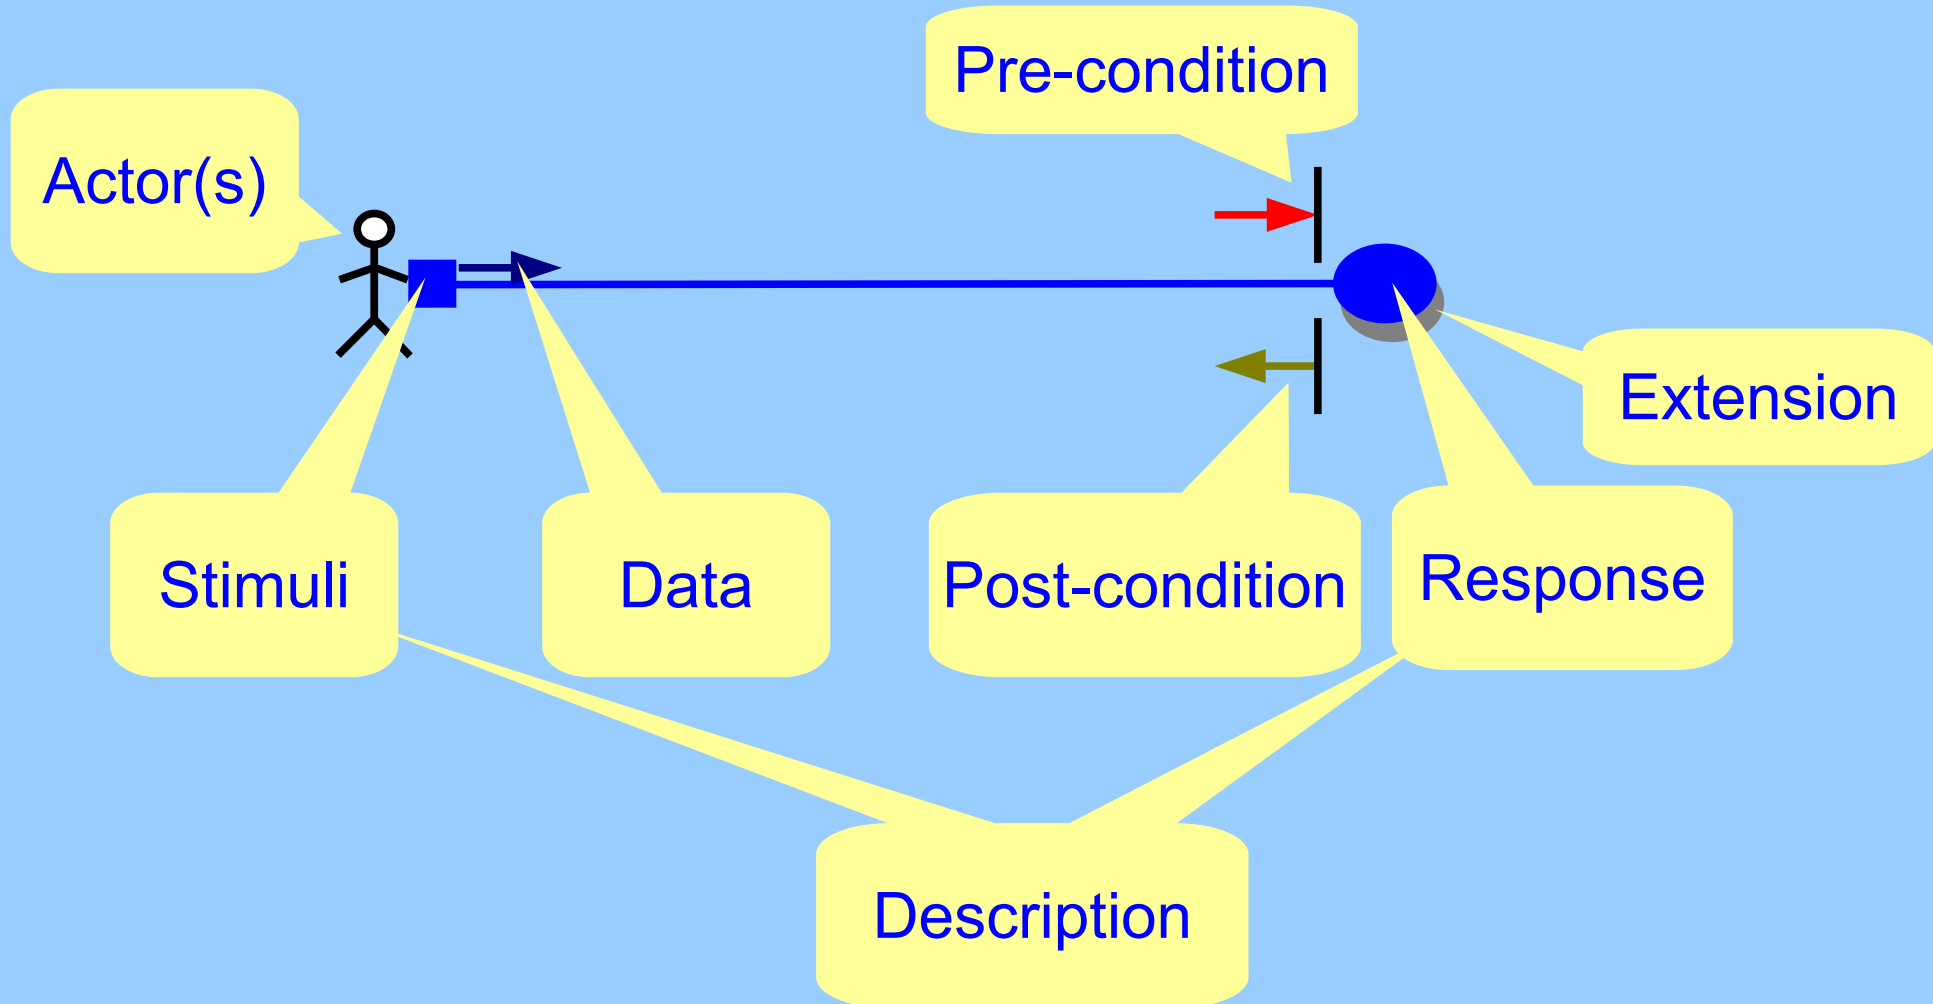 Pre-condition
Actor(s)
Extension
Stimuli
Data
Post-condition
Response
Description